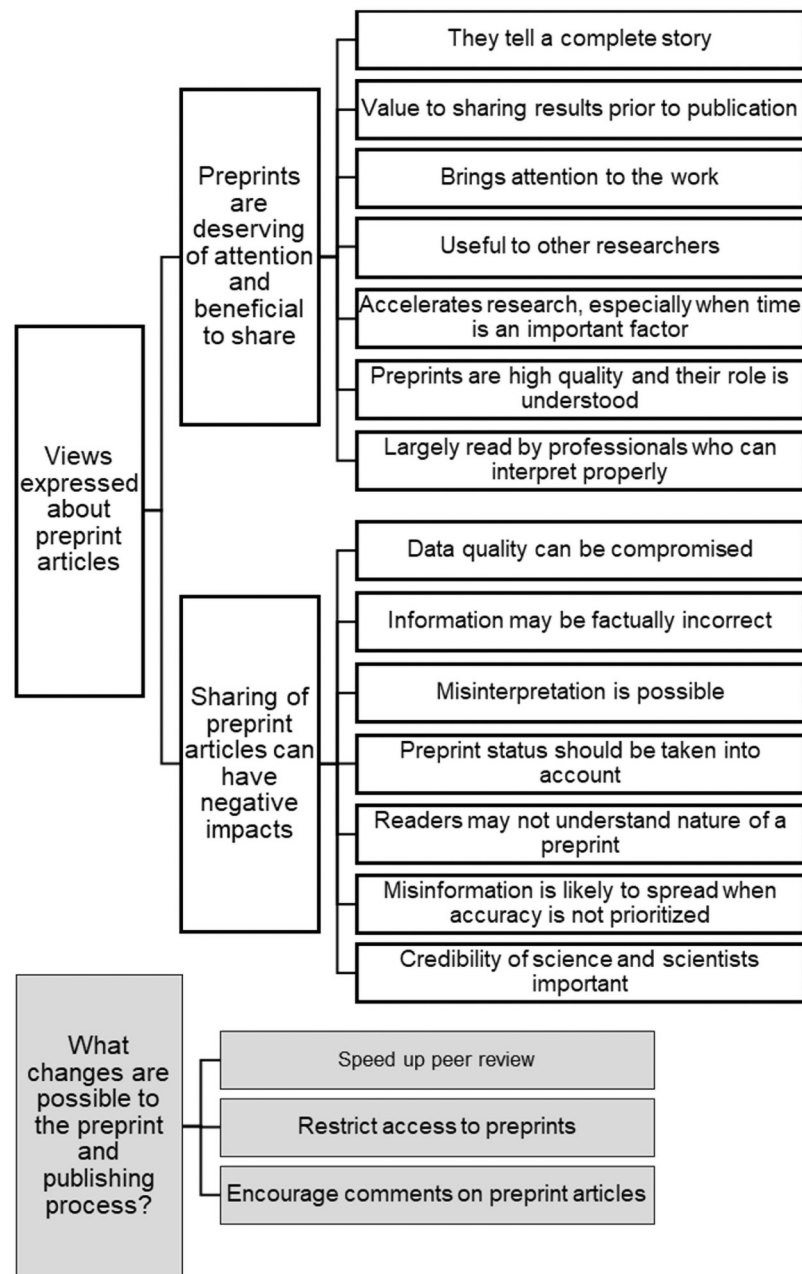 Views
expressed
about
preprint
articles
Preprints
are
deserving
of attention
and
beneficial
to share
They tell a complete story
Value to sharing results prior to publication
Brings attention to the work
Useful to other researchers
Accelerates research, especially when time
is an important factor
Preprints are high quality and their role is
understood
Largely read by professionals who can
interpret properly
Sharing of
preprint
articles can
have
negative
impacts
Data quality can be compromised
Information may be factually incorrect
Misinterpretation is possible
Preprint status should be taken into
account
Readers may not understand nature of a
preprint
Misinformation is likely to spread when
accuracy is not prioritized
Credibility of science and scientists
important
What
changes are
possible to
the preprint
and
publishing
process?
Speed up peer review
Restrict access to preprints
Encourage comments on preprint articles